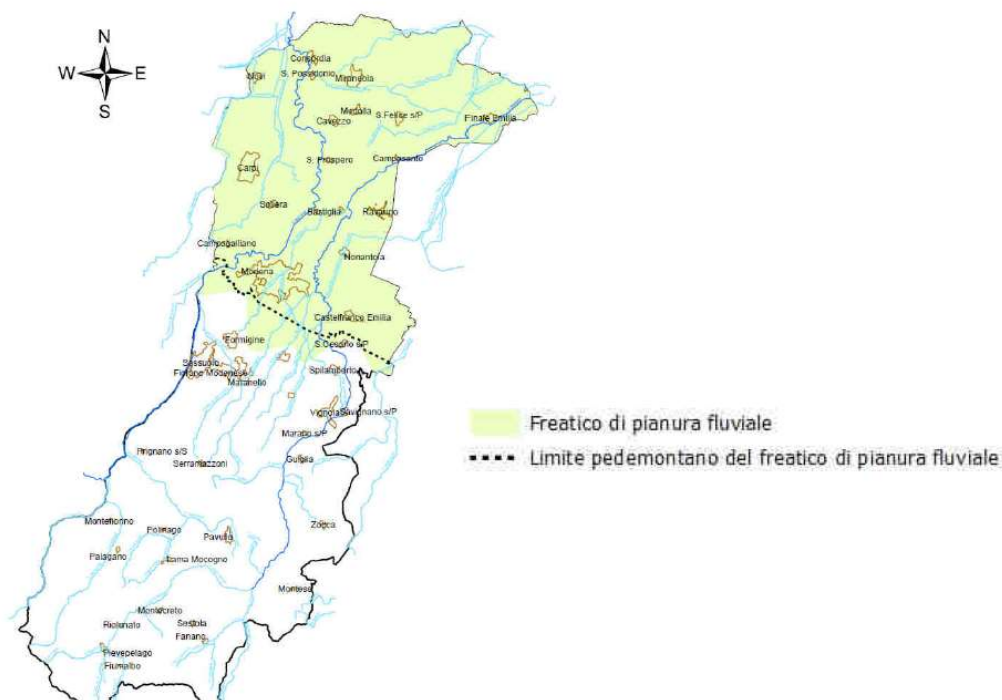 N
W E
S
Concordia
S. Possidonio
Mirandola
Novi
Medolla
Cavezzo
S.Felice s/P
Finale Emilia
S. Prospero
Camposanto
Carpi
Soliera
Bastiglia
Ravarino
Campogalliano
Nonantola
Modena
Castelfranco Emilia
S.Cesario s/P
Formigine
Sassuolo
Fiorano Modenese
Maranello
Spilamberto
Vignola
Savignano s/P
Marano s/P
Prignano s/S
Serramazzoni
Guiglia
Montefiorino
Polinago
Pavullo
Zocca
Palagano
Lama Mocogno
Montese
Montecreto
Riolunato
Sestola
Fanano
Pievepelago
Fiumalbo
Freatico di pianura fluviale
Limite pedemontano del freatico di pianura fluviale